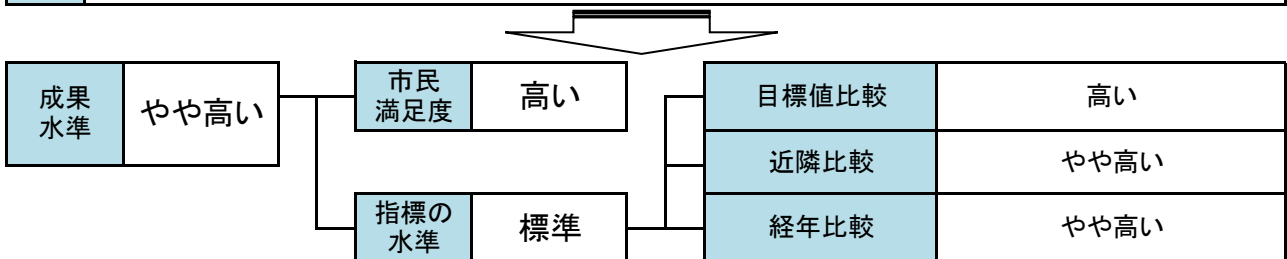 成果
水準
やや高い
市民
満足度
高い
指標の
水準
標準
目標値比較
高い
近隣比較
やや高い
経年比較
やや高い